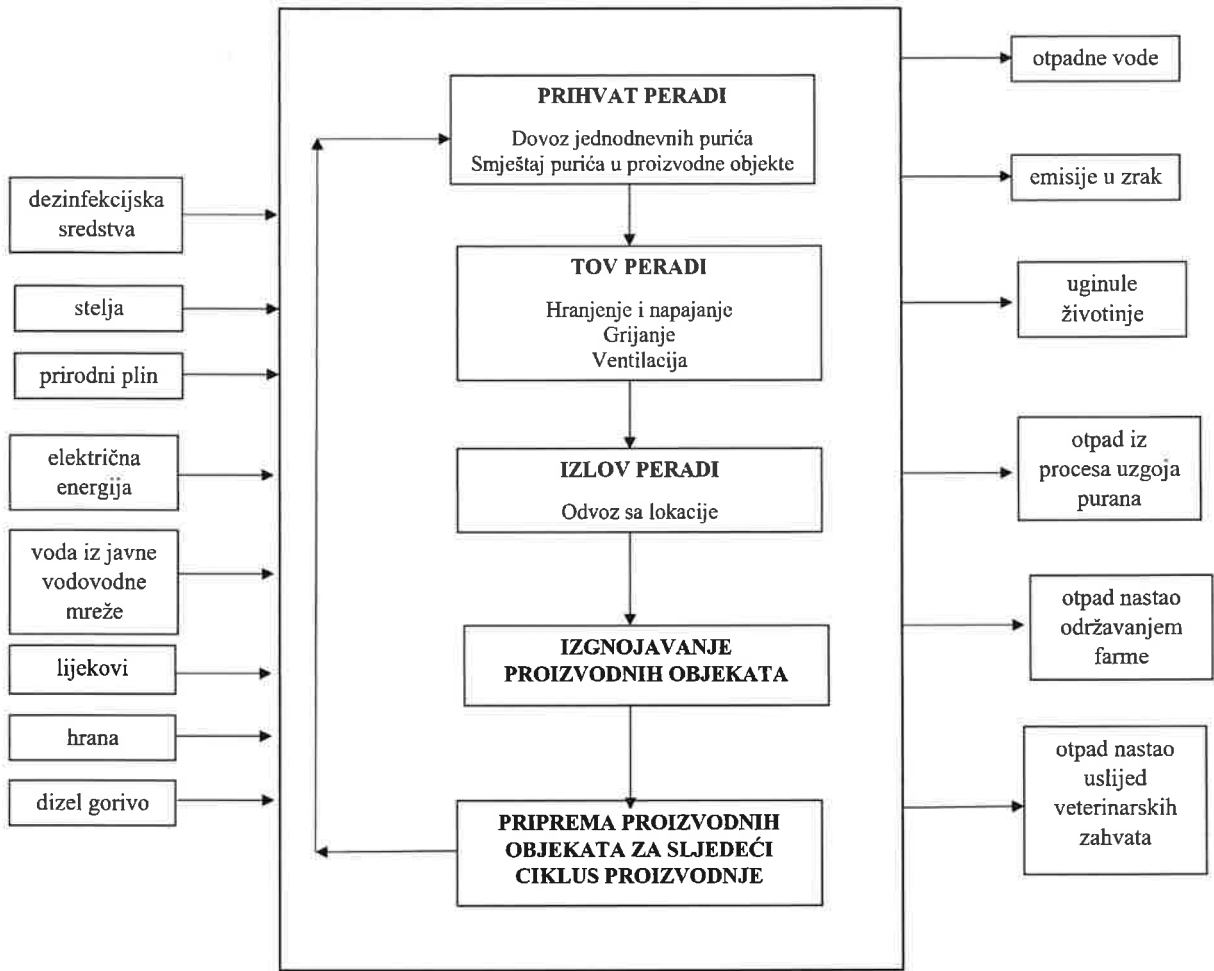 dezinfekcijska
sredstva
stelja
prirodni plin
električna
energija
voda iz javne
vodovodne
mreže
lijekovi
hrana
dizel gorivo
PRIHVAT PERADI
Dovoz jednodnevnih purića
Smještaj purića u proizvodne objekte
TOV PERADI
Hranjenje i napajanje
Grijanje
Ventilacija
IZLOV PERADI
Odvoz sa lokacije
IZGNOJAVANJE
PROIZVODNIH OBJEKATA
PRIPREMA PROIZVODNIH
OBJEKATA ZA SLJEDEĆI
CIKLUS PROIZVODNJE
otpadne vode
emisije u zrak
uginule
životinje
otpad iz
procesa uzgoja
purana
otpad nastao
održavanjem
farme
otpad nastao
uslijed
veterinarskih
zahvata